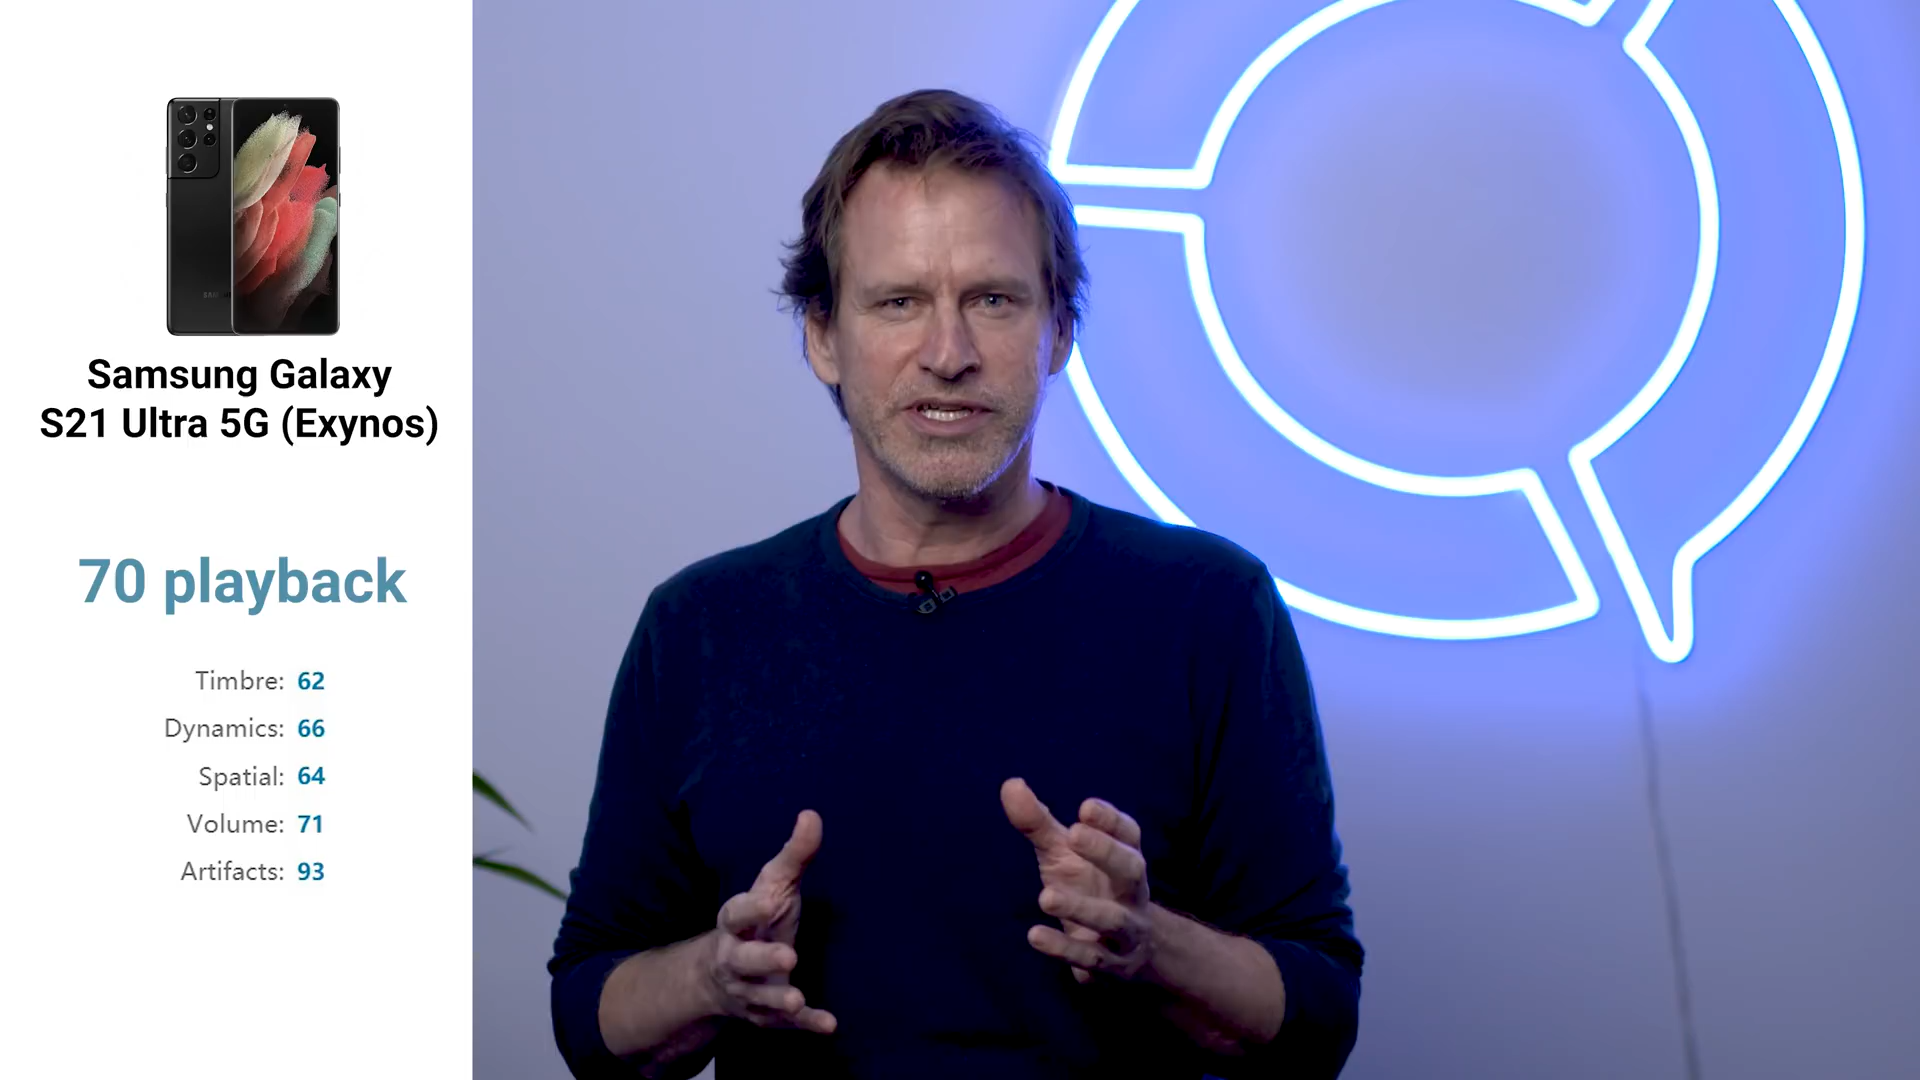 Samsung Galaxy
S21 Ultra 5G (Exynos)
70 playback
Timbre: 62
Dynamics: 66
Spatial: 64
Volume: 71
Artifacts: 93